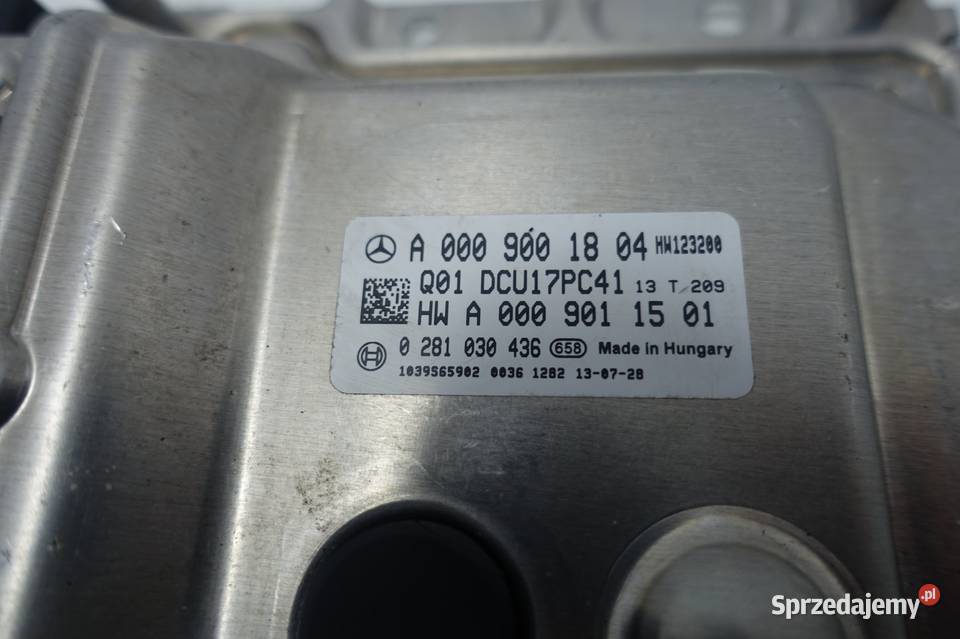 A 000 900 18 04 HW123200
Q01 DCU17PC41 13 T 209
HW A 000 901 15 01
0 281 030 436 658 Made in Hungary
1039S65902 0036 1282 13-07-28
Sprzedajemy.pl